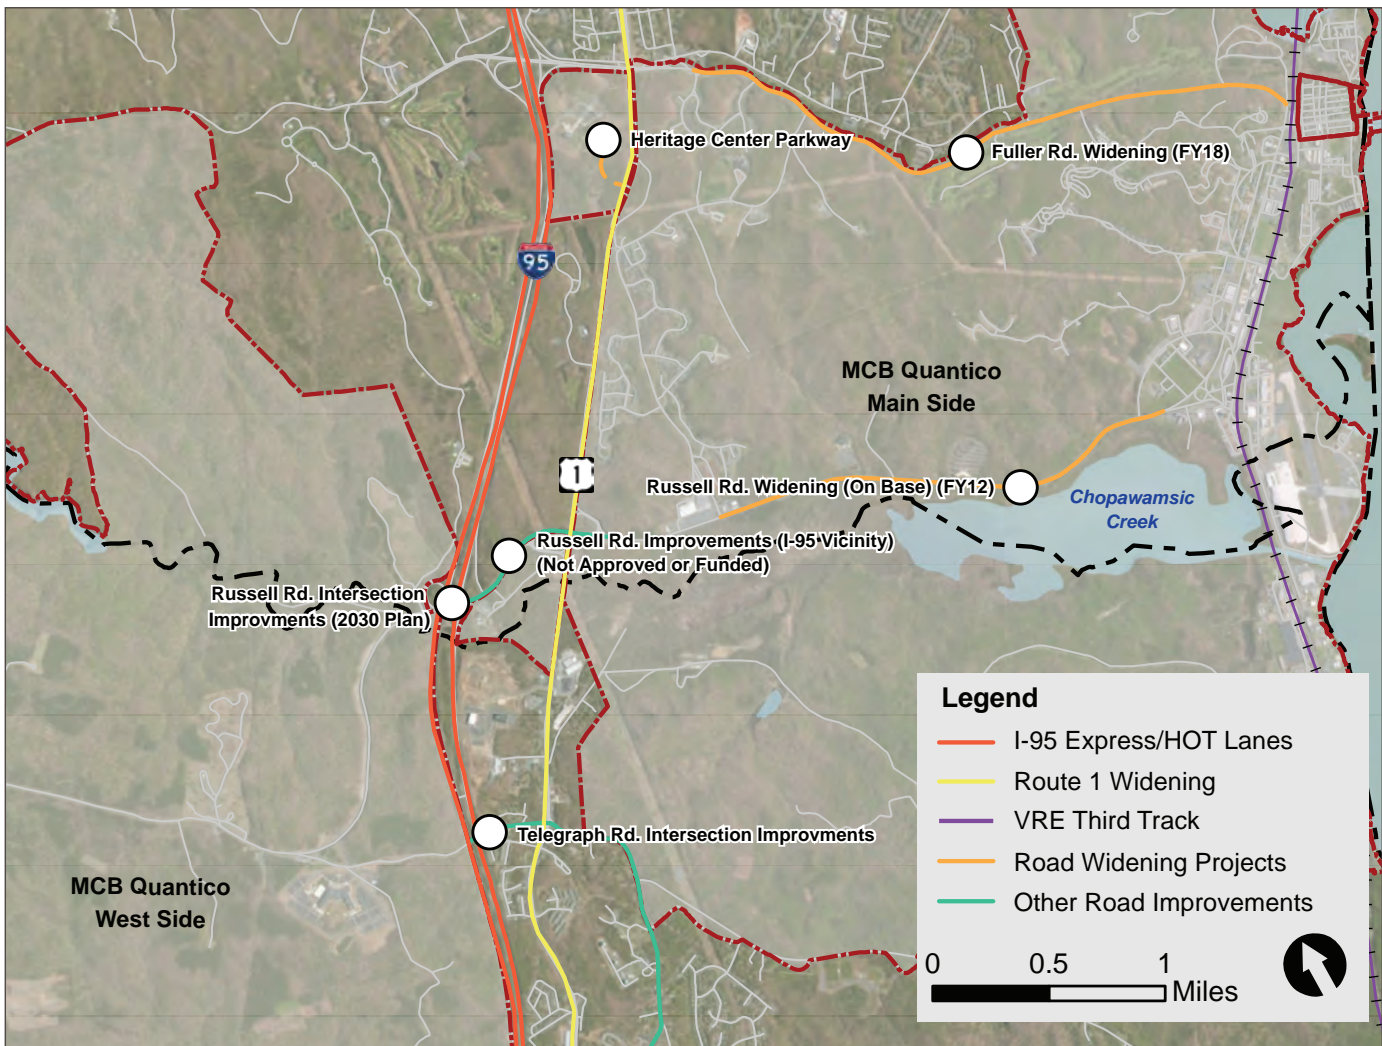 Heritage Center Parkway
Fuller Rd. Widening (FY18)
95
MCB Quantico
Main Side
1
Russell Rd. Widening (On Base) (FY12)
Chopawamsic
Creek
Russell Rd. Improvements (I-95 Vicinity)
(Not Approved or Funded)
Russell Rd. Intersection
Improvments (2030 Plan)
Telegraph Rd. Intersection Improvments
MCB Quantico
West Side
Legend
I-95 Express/HOT Lanes
Route 1 Widening
VRE Third Track
Road Widening Projects
Other Road Improvements
0 0.5 1
Miles